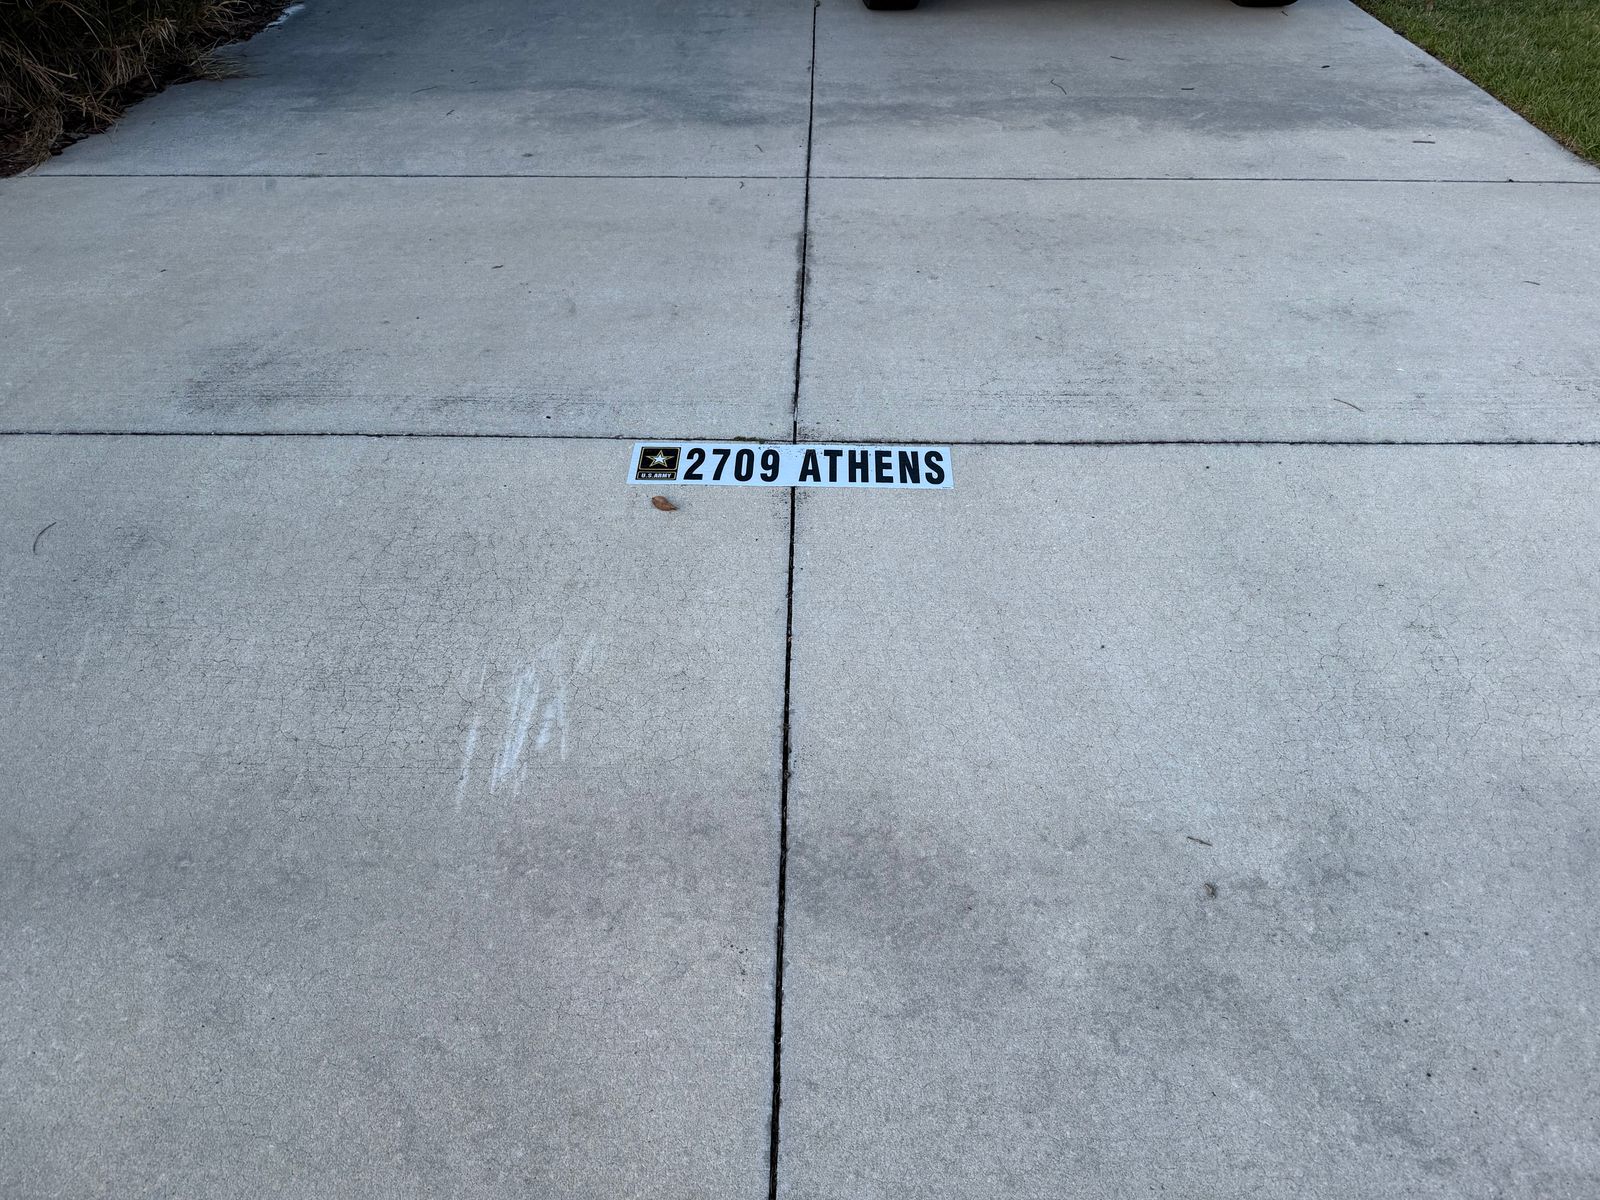 U.S. ARMY
2709 ATHENS